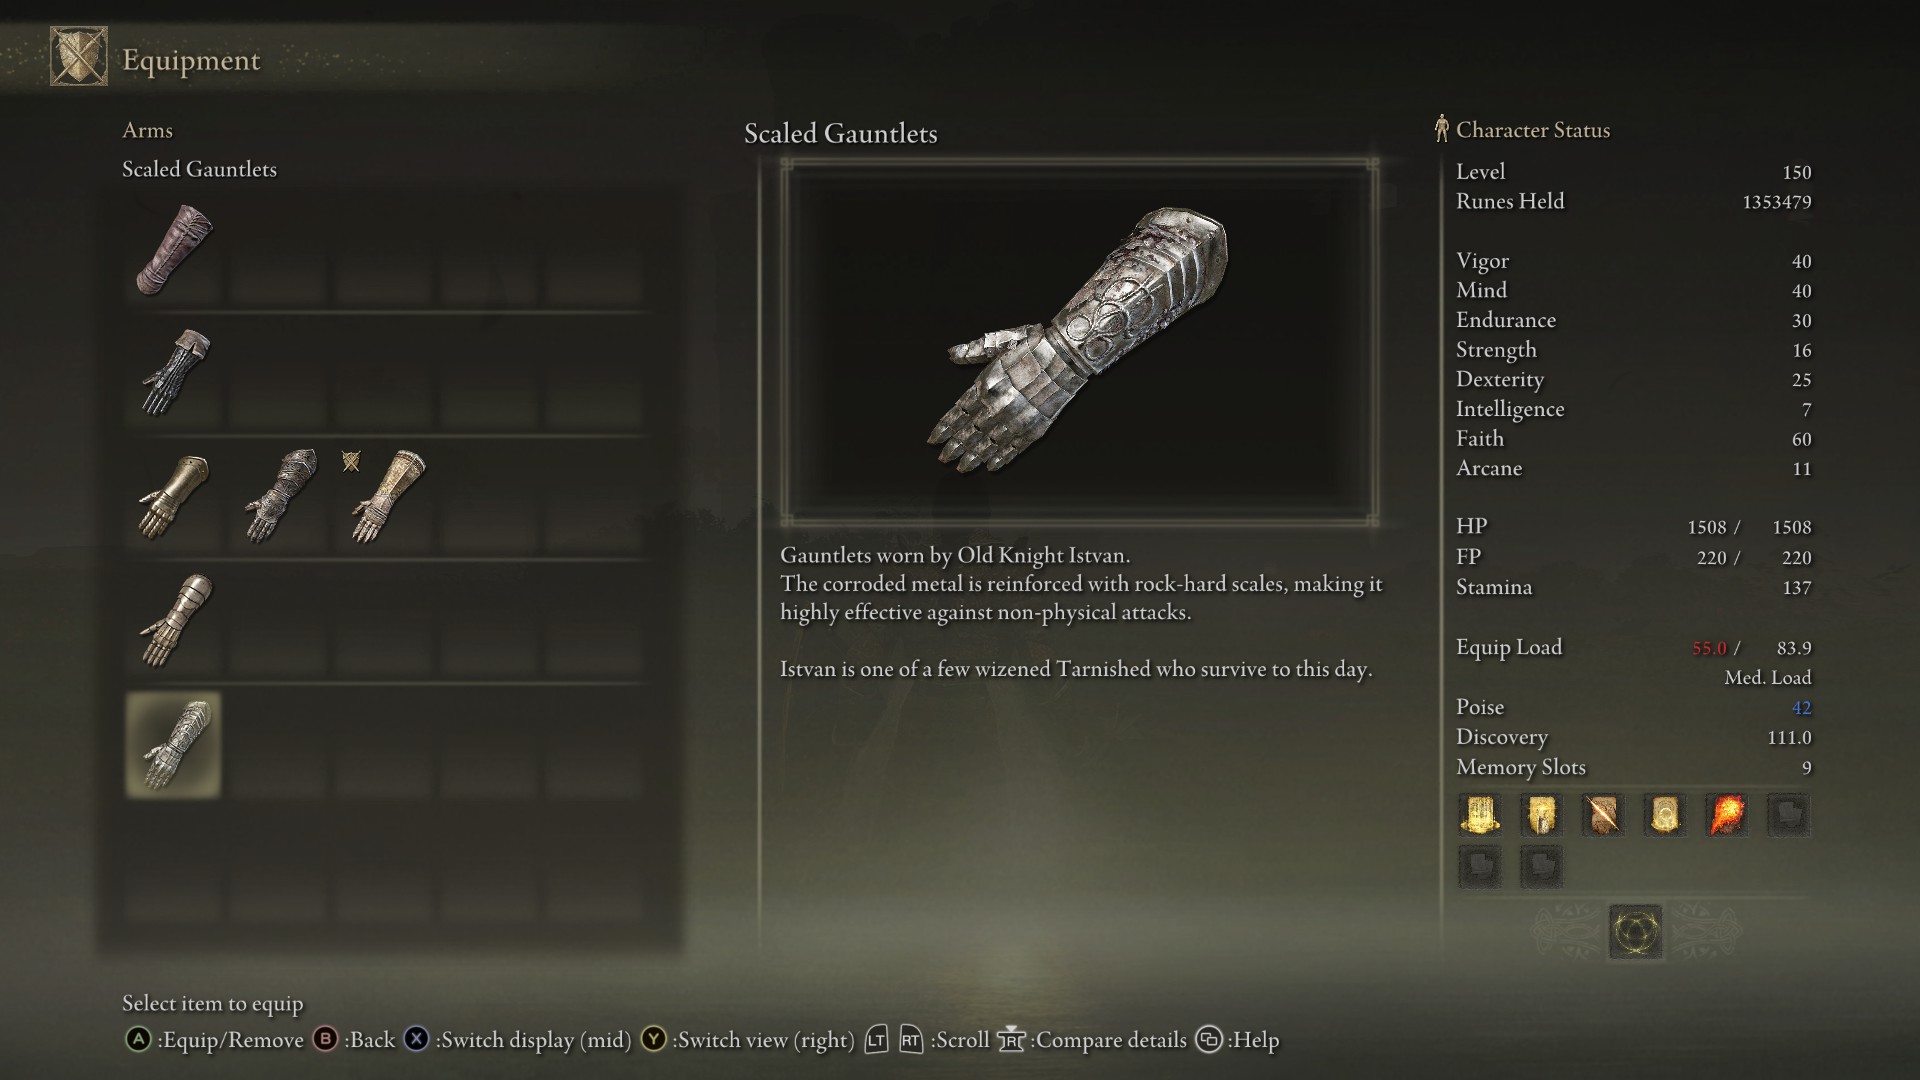 Equipment
Arms
Scaled Gauntlets
Scaled Gauntlets
Gauntlets worn by Old Knight Istvan.
The corroded metal is reinforced with rock-hard scales, making it
highly effective against non-physical attacks.
Istvan is one of a few wizened Tarnished who survive to this day.
Character Status
Level 150
Runes Held 1353479
Vigor 40
Mind 40
Endurance 30
Strength 16
Dexterity 25
Intelligence 7
Faith 60
Arcane 11
HP 1508 / 1508
FP 220 / 220
Stamina 137
Equip Load 55.0 / 83.9
Med. Load
Poise 42
Discovery 111.0
Memory Slots 9
Select item to equip
A :Equip/Remove B :Back X :Switch display (mid) Y :Switch view (right) LT RT :Scroll R :Compare details :Help